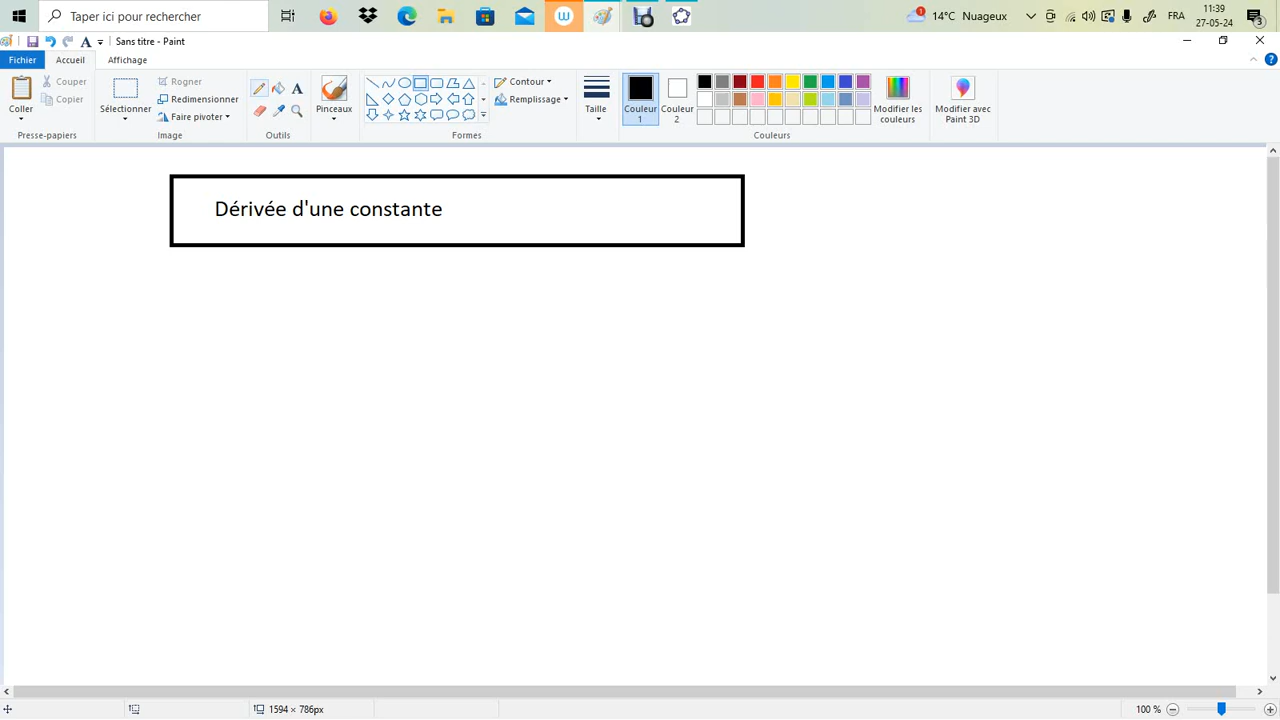 Taper ici pour rechercher
14°C Nuageux
FRA
11:39
27-05-24
3
Sans titre - Paint
Fichier
Accueil
Affichage
Coller
Couper
Copier
Presse-papiers
Sélectionner
Rogner
Redimensionner
Faire pivoter
Image
A
Outils
Pinceaux
Formes
Contour
Remplissage
Taille
Couleur 1
Couleur 2
Couleurs
Modifier les couleurs
Modifier avec Paint 3D
Dérivée d'une constante
1594 × 786px
100 %